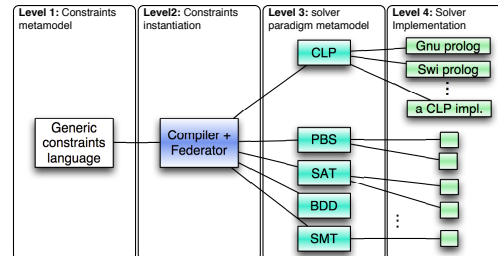 Level 1: Constraints
metamodel
Level2: Constraints
instantiation
Level 3: solver
paradigm metamodel
Level 4: Solver
Implementation
Generic
constraints
language
Compiler +
Federator
CLP
PBS
SAT
BDD
SMT
Gnu prolog
Swi prolog
a CLP impl.